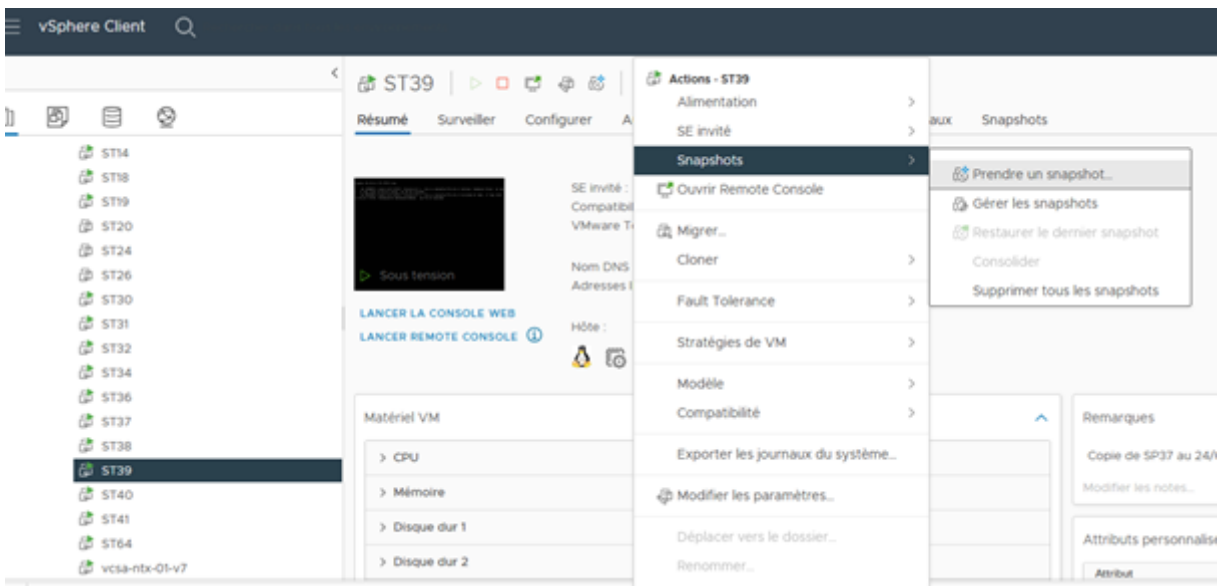 vSphere Client
ST39
Résumé Surveiller Configurer A
aux Snapshots
ST14
ST18
ST19
ST20
ST24
ST26
ST30
ST31
ST32
ST34
ST36
ST37
ST38
ST39
ST40
ST41
ST64
vcsa-ntx-01-v7
Sous tension
LANCER LA CONSOLE WEB
LANCER REMOTE CONSOLE
SE invité :
Compatibil
VMware T
Nom DNS
Adresses I
Hôte :
Matériel VM
CPU
Mémoire
Disque dur 1
Disque dur 2
Actions - ST39
Alimentation
SE invité
Snapshots
Ouvrir Remote Console
Migrer...
Cloner
Fault Tolerance
Stratégies de VM
Modèle
Compatibilité
Exporter les journaux du système...
Modifier les paramètres...
Déplacer vers le dossier...
Renommer...
Prendre un snapshot...
Gérer les snapshots
Restaurer le dernier snapshot
Consolider
Supprimer tous les snapshots
Remarques
Copie de SP37 au 24/
Modifier les notes...
Attributs personnalise
Attribut